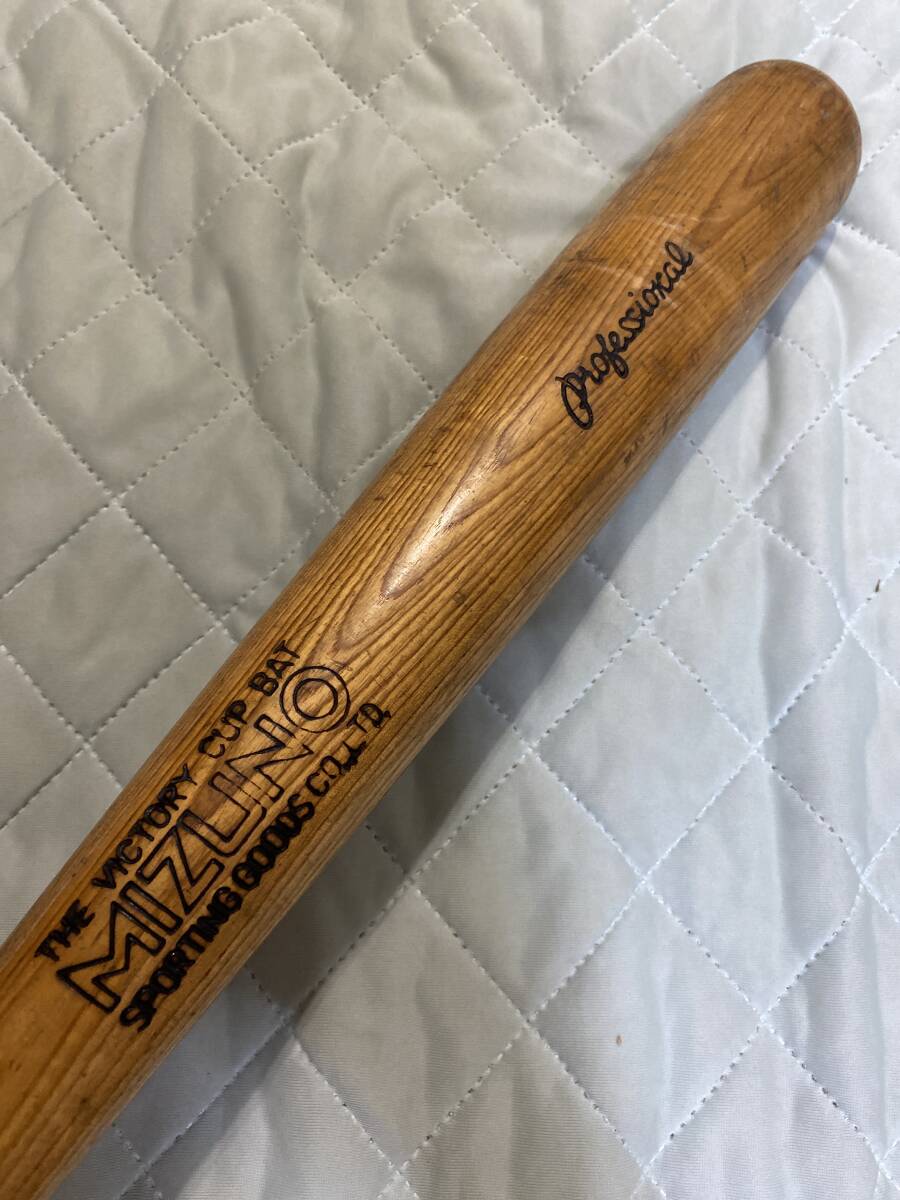 Professional
THE VICTORY CUP BAT
MIZUNO
SPORTING GOODS CO.,LTD.